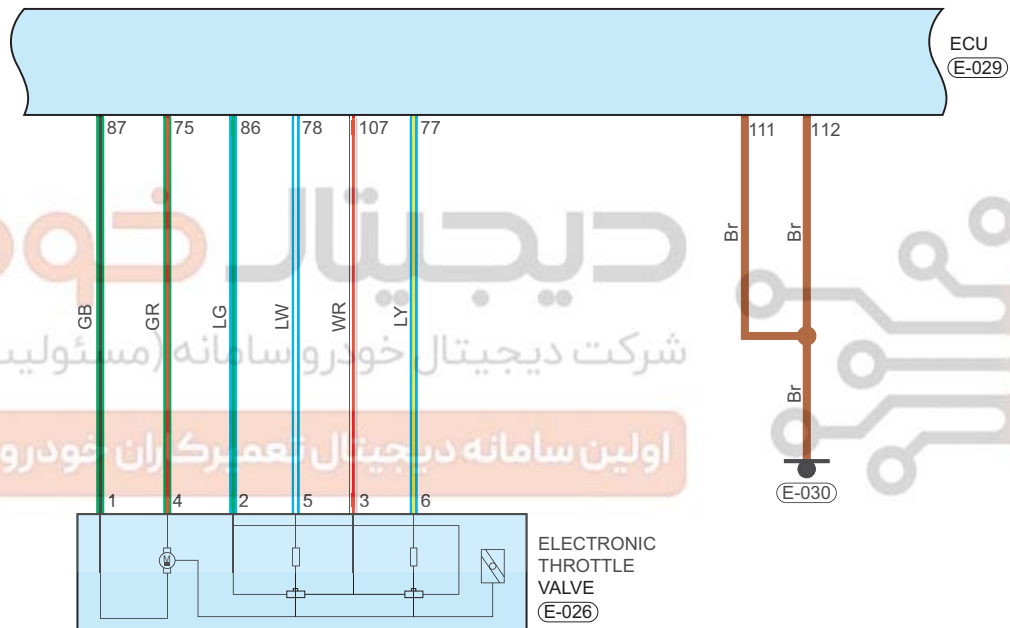 ECU
E-029
87 75 86 78 107 77 111 112
دیجیتال خودرو
GB GR LG LW WR LY Br Br
شرکت دیجیتال خودرو سامانه (مسئولیت
Br
اولین سامانه دیجیتال تعمیرکاران خودرو
E-030
1 4 2 5 3 6
ELECTRONIC
THROTTLE
VALVE
E-026
M